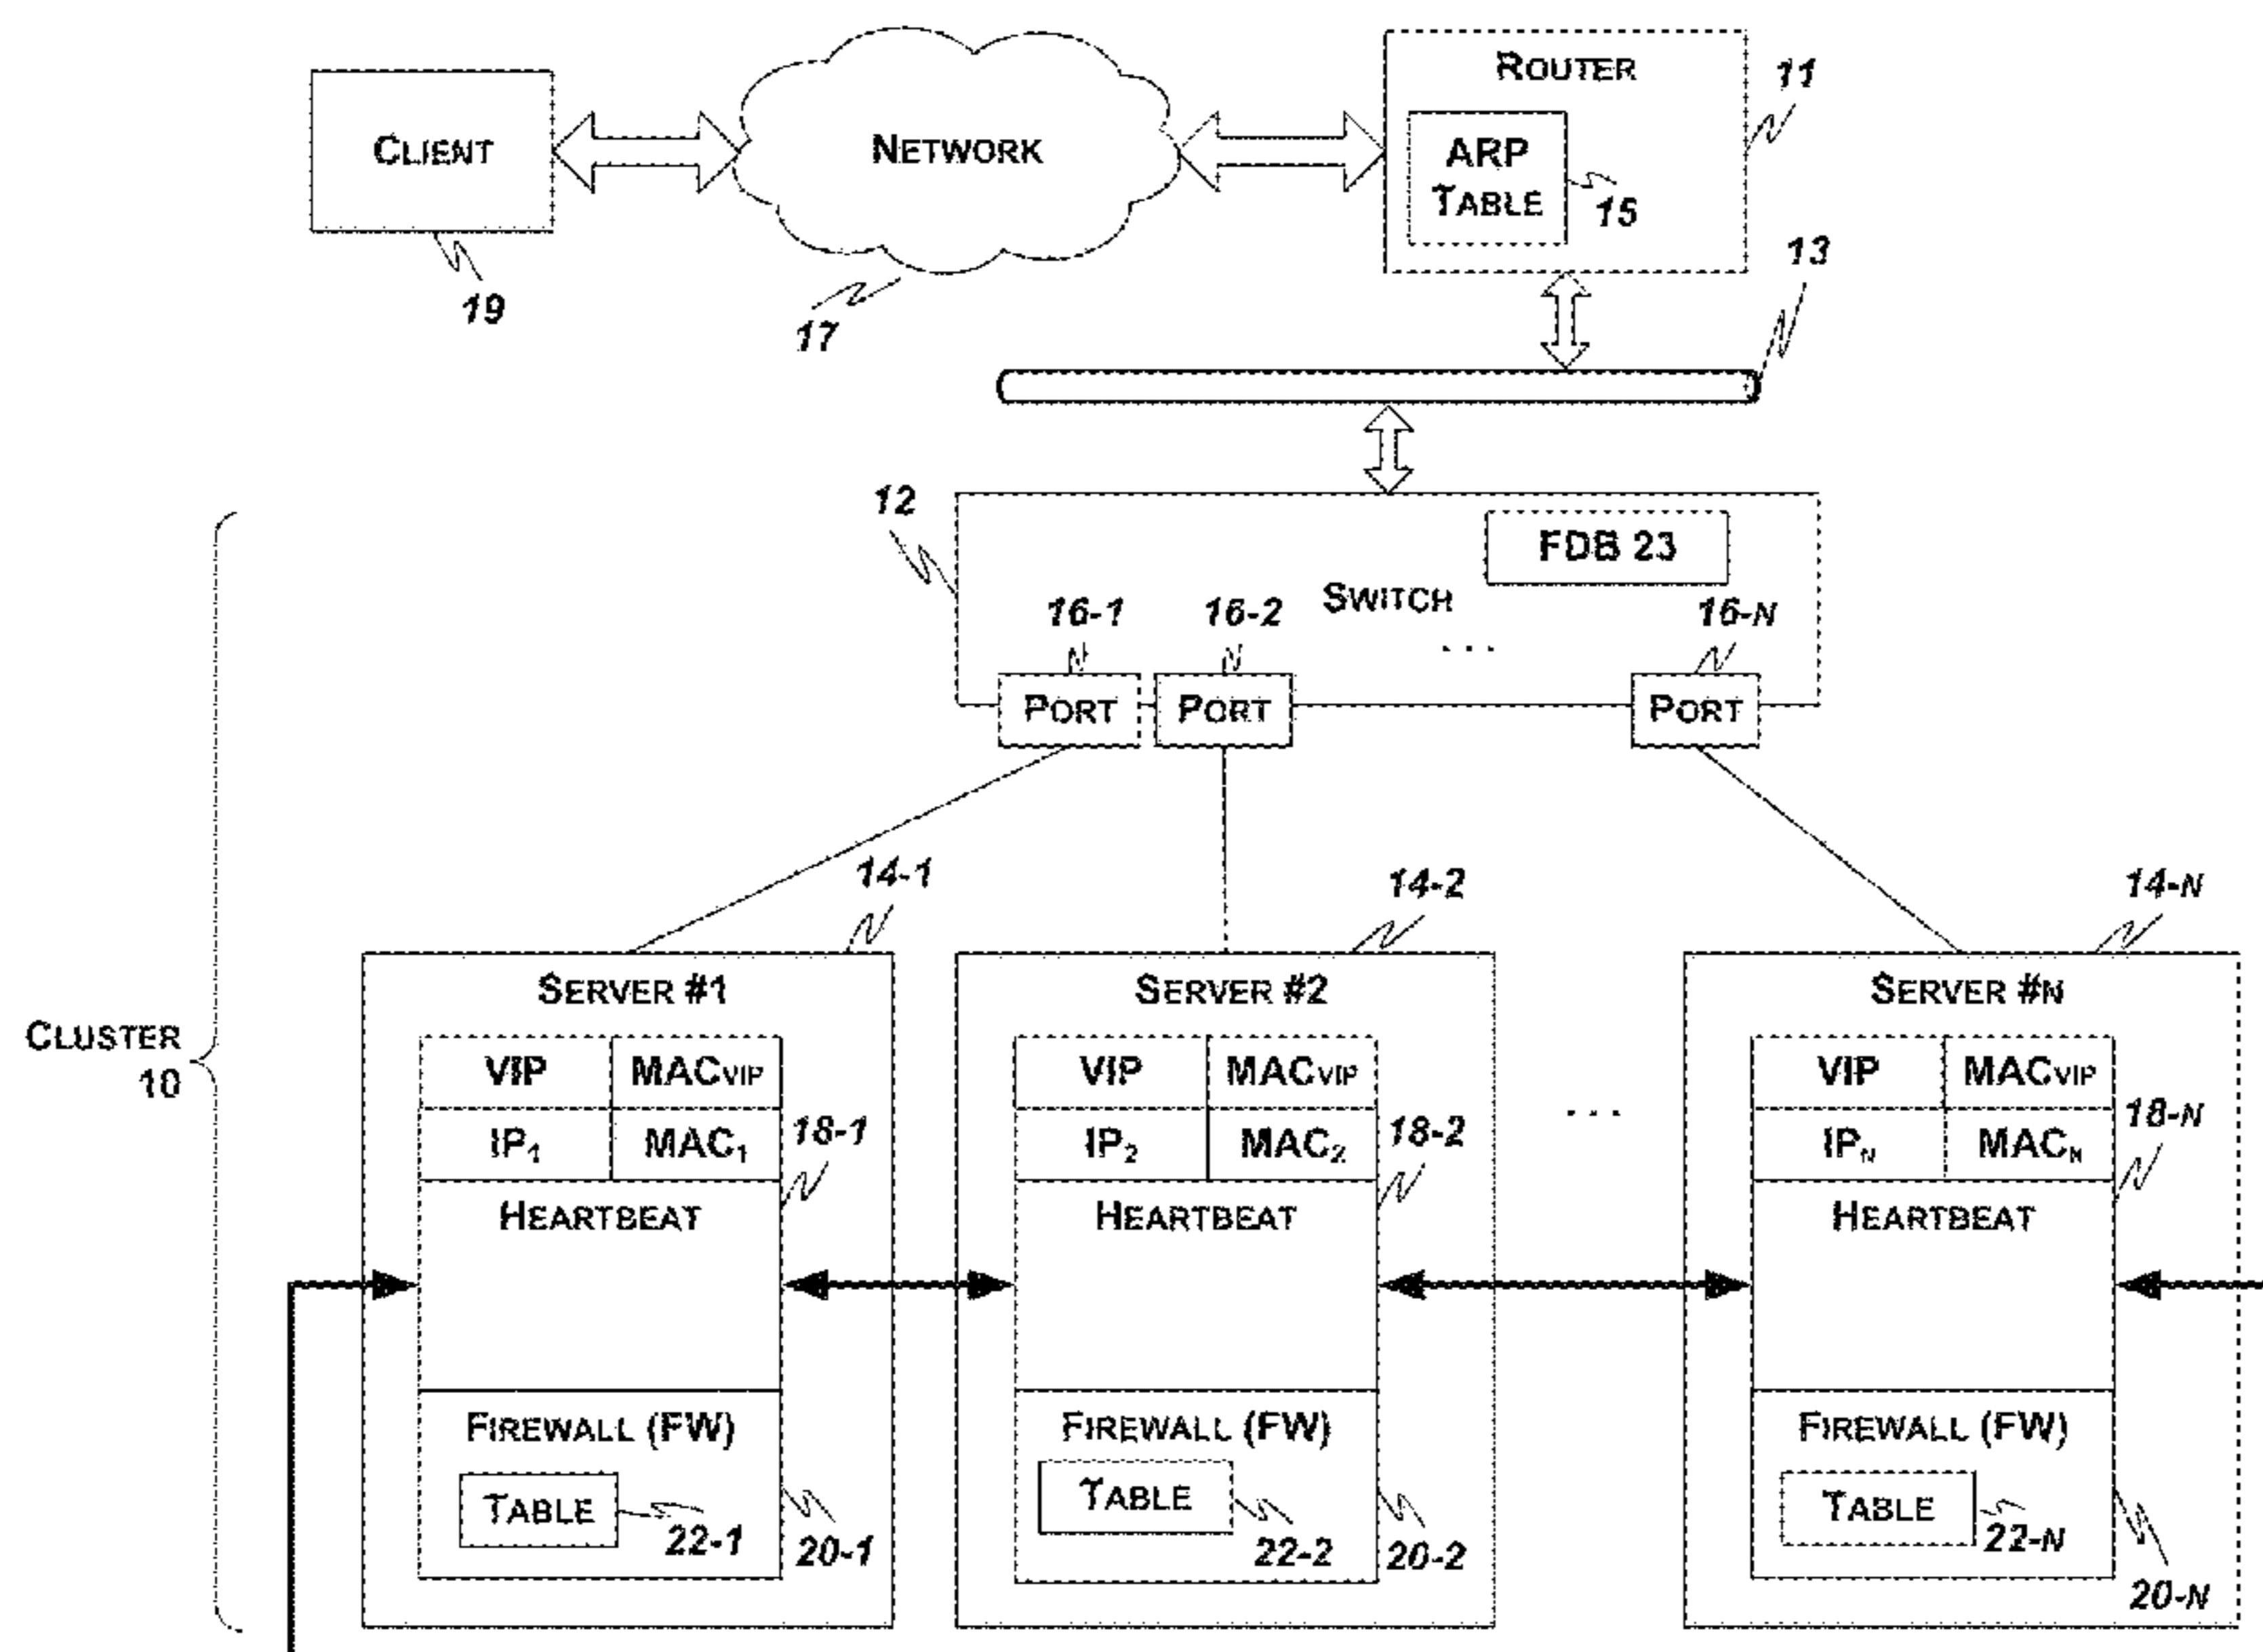 CLIENT
19
NETWORK
17
ROUTER
11
ARP
TABLE
15
13
12
FDB 23
SWITCH
16-1
16-2
...
16-N
PORT
PORT
PORT
14-1
14-2
14-N
CLUSTER
10
SERVER #1
VIP
MACVIP
IP1
MAC1
18-1
HEARTBEAT
FIREWALL (FW)
TABLE
22-1
20-1
SERVER #2
VIP
MACVIP
IP2
MAC2
18-2
HEARTBEAT
FIREWALL (FW)
TABLE
22-2
20-2
...
SERVER #N
VIP
MACVIP
IPN
MACN
18-N
HEARTBEAT
FIREWALL (FW)
TABLE
22-N
20-N